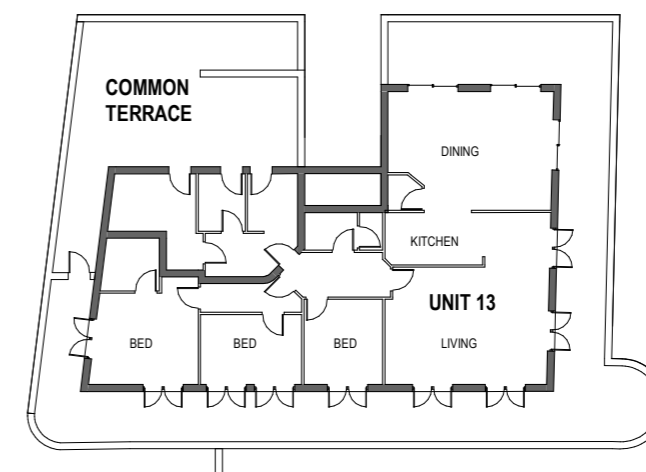 COMMON
TERRACE
DINING
KITCHEN
UNIT 13
BED
BED
BED
LIVING